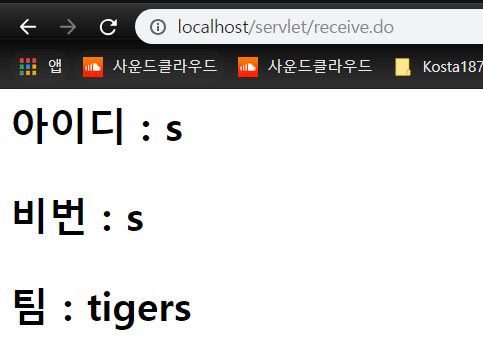 localhost/servlet/receive.do
앱 사운드클라우드 사운드클라우드 Kosta187
아이디 : s
비번 : s
팀 : tigers